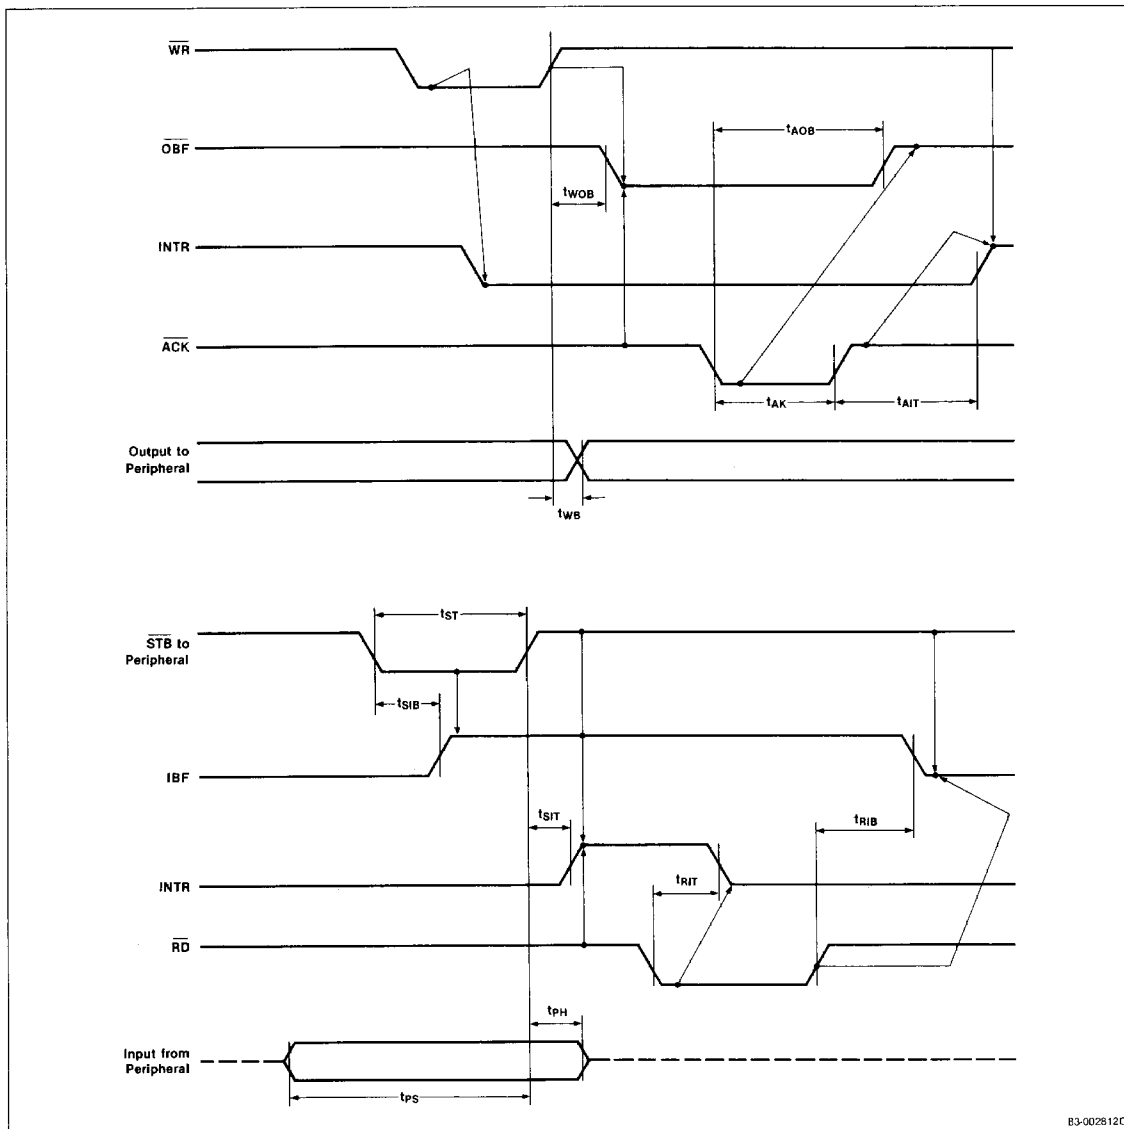 WR
tAOB
OBF
tWOB
INTR
ACK
tAK
tAIT
Output to
Peripheral
tWB
tST
STB to
Peripheral
tSIB
IBF
tSIT
tRIB
INTR
tRIT
RD
tPH
Input from
Peripheral
tPS
83-002812C